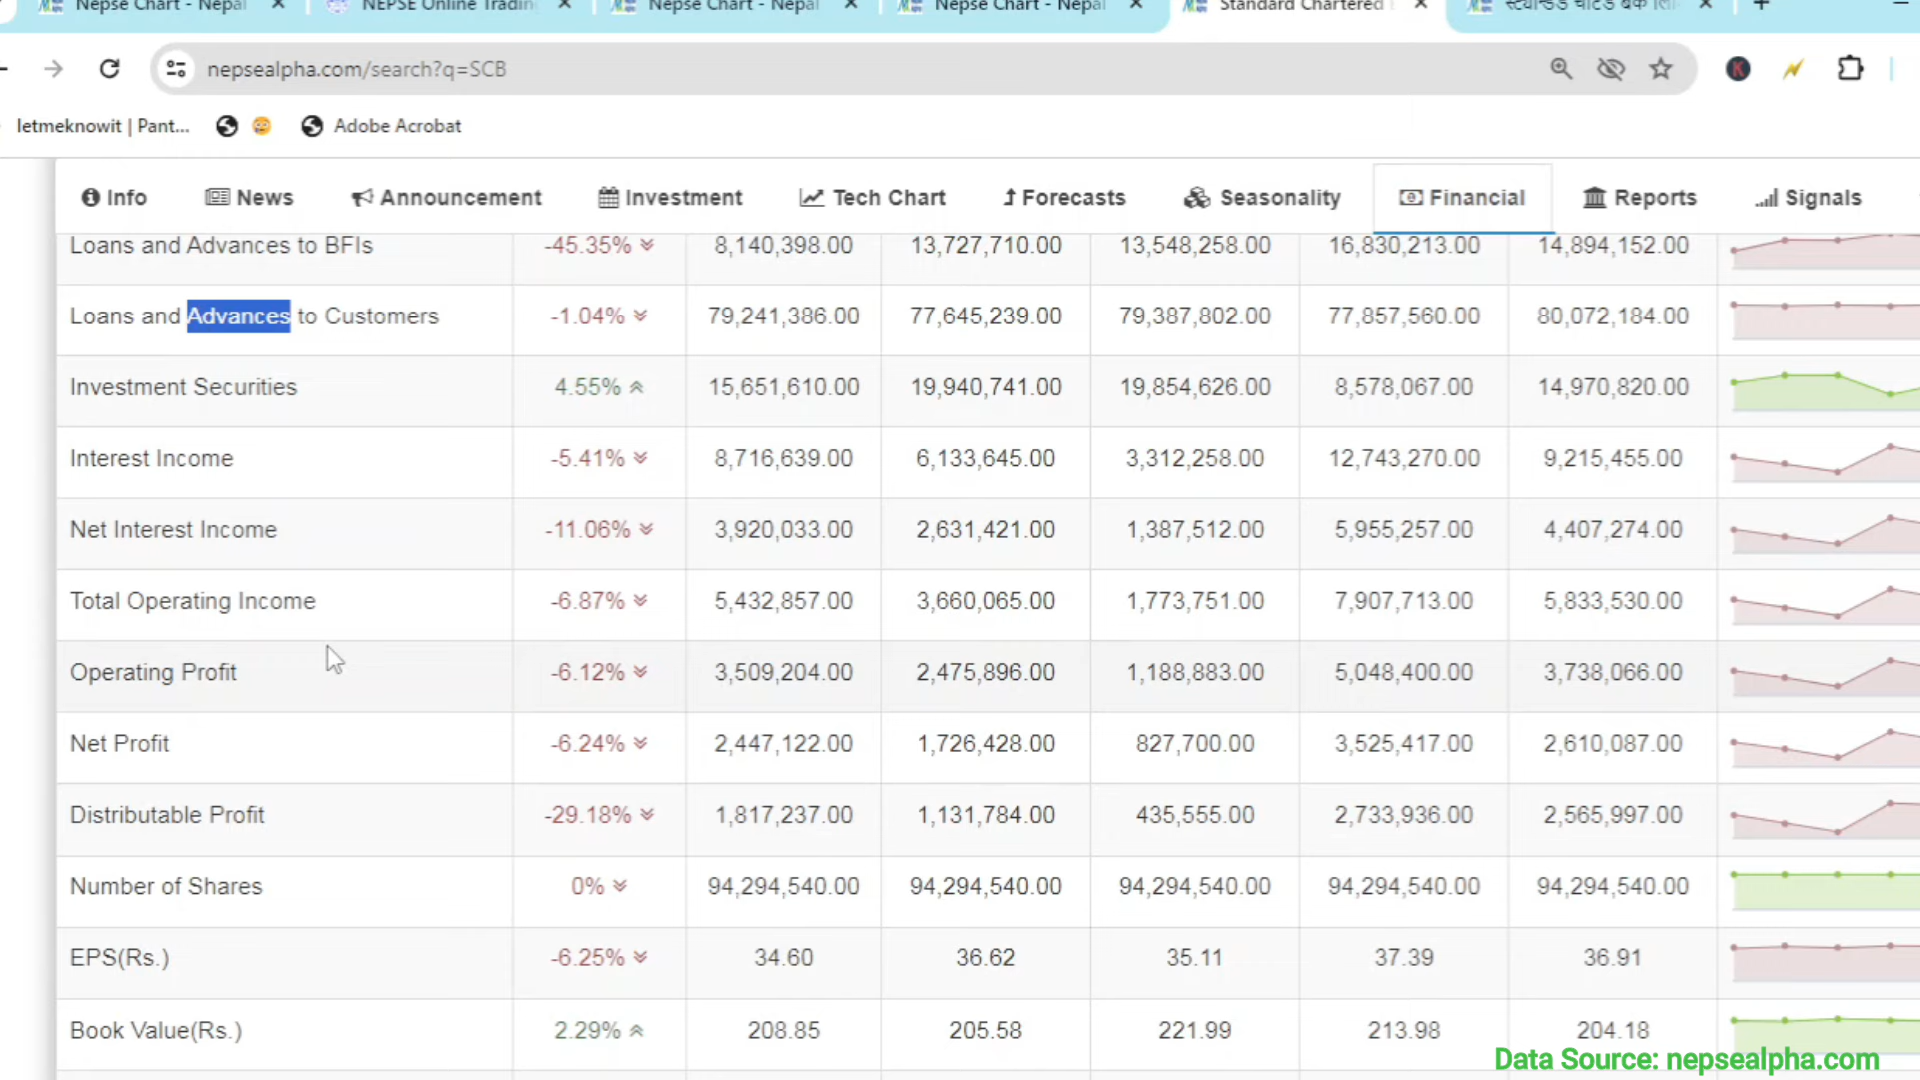 Nepse Chart - Nepal
NEPSE Online Trading
Nepse Chart - Nepal
Nepse Chart - Nepal
Standard Chartered
nepsealpha.com/search?q=SCB
letmeknowit | Pant...
Adobe Acrobat
Info News Announcement Investment Tech Chart Forecasts Seasonality Financial Reports Signals
Loans and Advances to BFIs -45.35% 8,140,398.00 13,727,710.00 13,548,258.00 16,830,213.00 14,894,152.00
Loans and Advances to Customers -1.04% 79,241,386.00 77,645,239.00 79,387,802.00 77,857,560.00 80,072,184.00
Investment Securities 4.55% 15,651,610.00 19,940,741.00 19,854,626.00 8,578,067.00 14,970,820.00
Interest Income -5.41% 8,716,639.00 6,133,645.00 3,312,258.00 12,743,270.00 9,215,455.00
Net Interest Income -11.06% 3,920,033.00 2,631,421.00 1,387,512.00 5,955,257.00 4,407,274.00
Total Operating Income -6.87% 5,432,857.00 3,660,065.00 1,773,751.00 7,907,713.00 5,833,530.00
Operating Profit -6.12% 3,509,204.00 2,475,896.00 1,188,883.00 5,048,400.00 3,738,066.00
Net Profit -6.24% 2,447,122.00 1,726,428.00 827,700.00 3,525,417.00 2,610,087.00
Distributable Profit -29.18% 1,817,237.00 1,131,784.00 435,555.00 2,733,936.00 2,565,997.00
Number of Shares 0% 94,294,540.00 94,294,540.00 94,294,540.00 94,294,540.00 94,294,540.00
EPS(Rs.) -6.25% 34.60 36.62 35.11 37.39 36.91
Book Value(Rs.) 2.29% 208.85 205.58 221.99 213.98 204.18
Data Source: nepsealpha.com